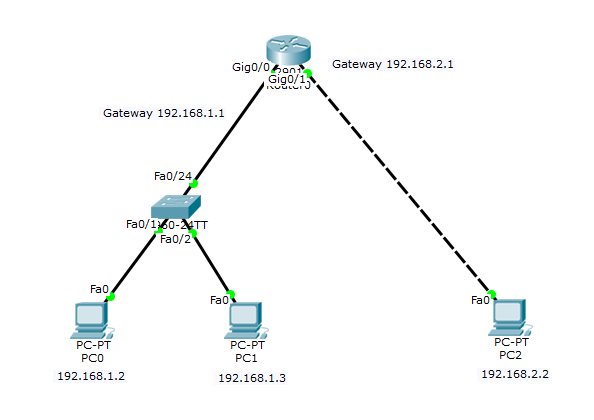 Gig0/0
2901
Gig0/1
Router0
Gateway 192.168.2.1
Gateway 192.168.1.1
Fa0/24
Fa0/1
60-24TT
Fa0/2
Fa0
PC-PT
PC0
192.168.1.2
Fa0
PC-PT
PC1
192.168.1.3
Fa0
PC-PT
PC2
192.168.2.2